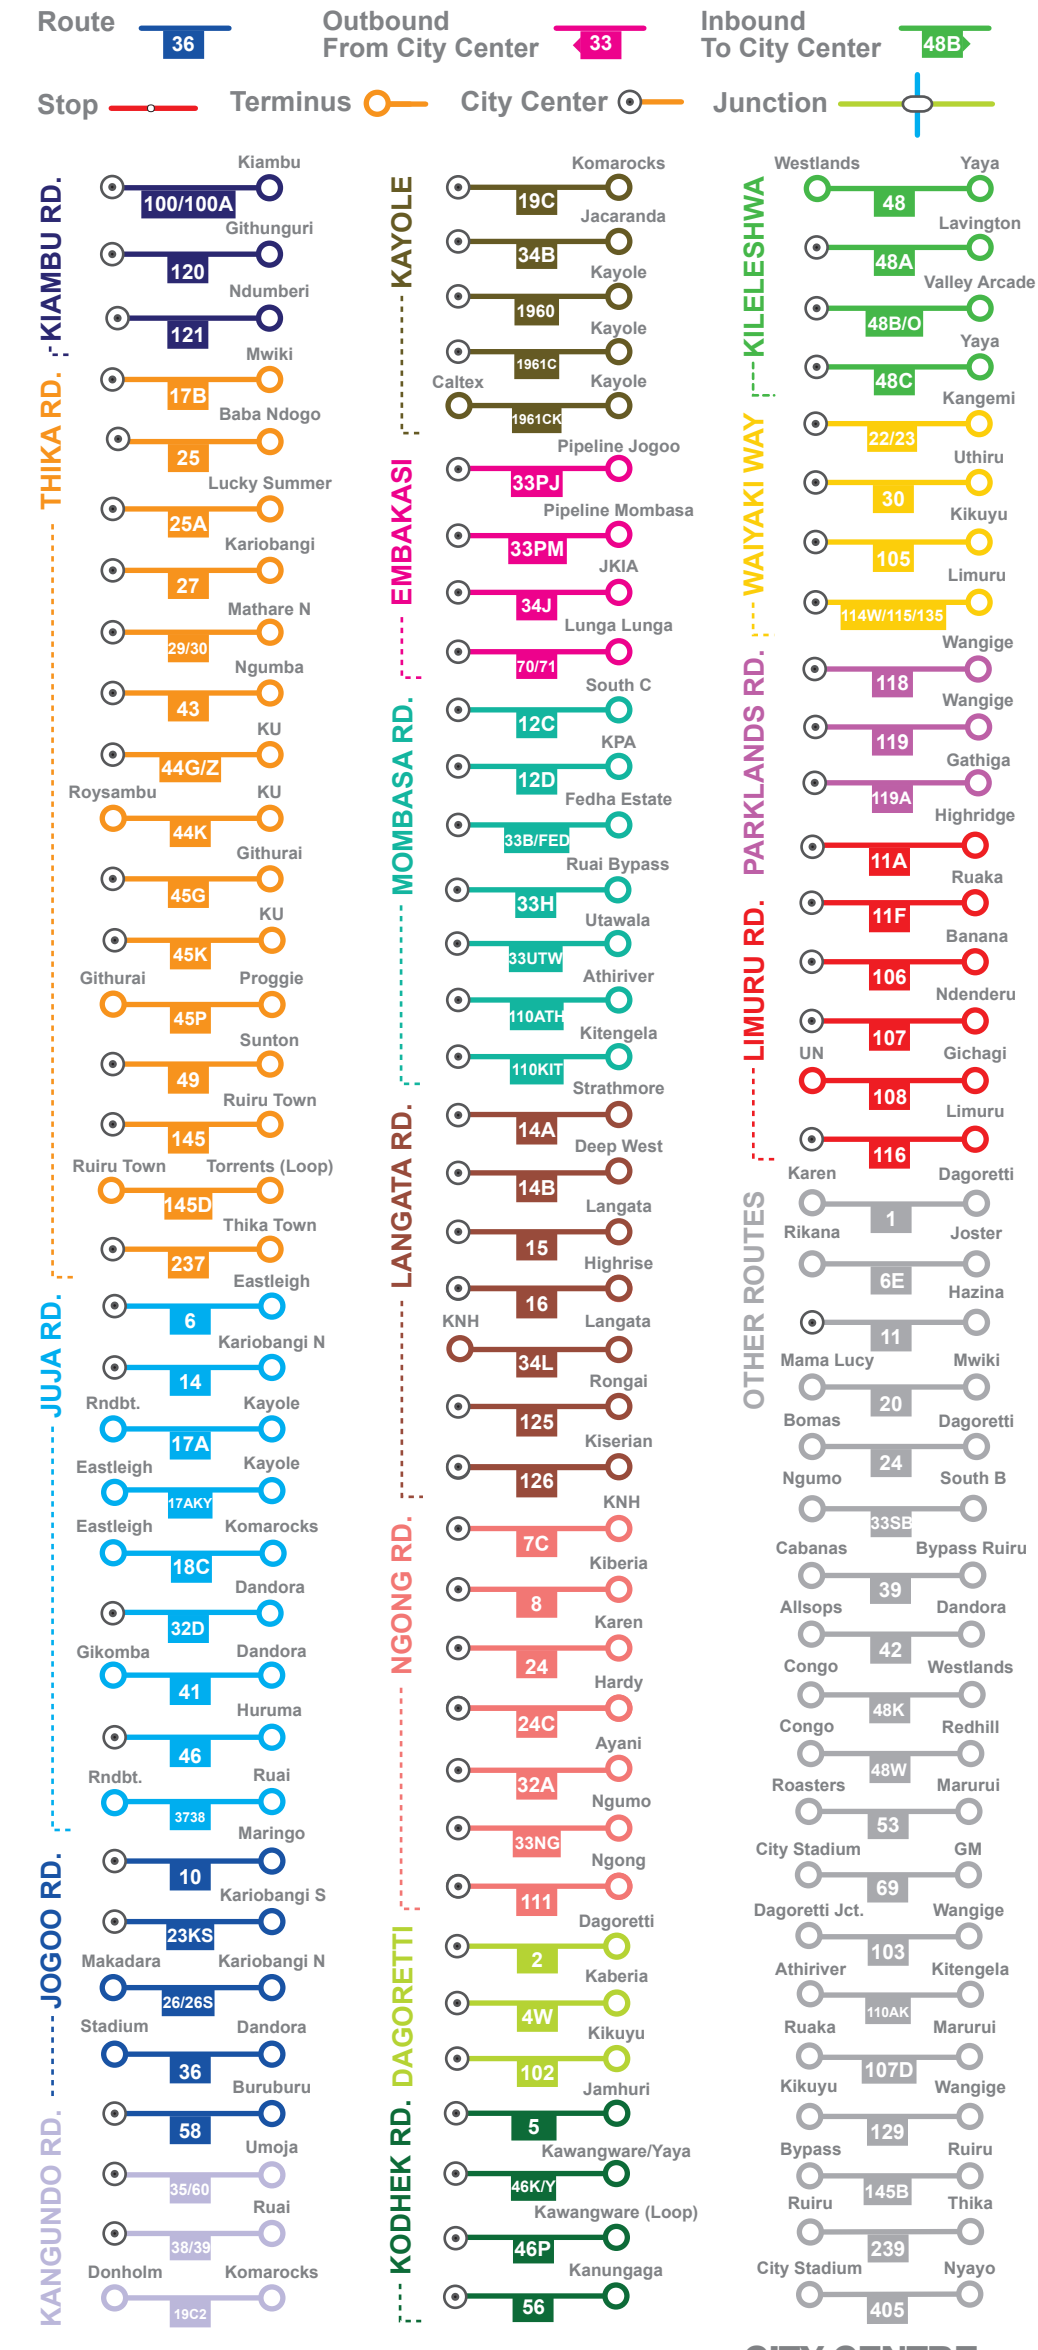 Route
36
Outbound
From City Center
33
Inbound
To City Center
48B
Stop
Terminus
City Center
Junction
KIAMBU RD.
Kiambu
100/100A
Githunguri
120
Ndumberi
121
THIKA RD.
Mwiki
17B
Baba Ndogo
25
Lucky Summer
25A
Kariobangi
27
Mathare N
29/30
Ngumba
43
KU
44G/Z
Roysambu KU
44K
Githurai
45G
KU
45K
Githurai Proggie
45P
Sunton
49
Ruiru Town
145
Ruiru Town Torrents (Loop)
145D
Thika Town
237
JUJA RD.
Eastleigh
6
Kariobangi N
14
Rndbt. Kayole
17A
Eastleigh Kayole
17AKY
Eastleigh Komarocks
18C
Dandora
32D
Gikomba Dandora
41
Huruma
46
Rndbt. Ruai
3738
JOGOO RD.
Maringo
10
Kariobangi S
23KS
Makadara Kariobangi N
26/26S
Stadium Dandora
36
Buruburu
58
KANGUNDO RD.
Umoja
35/60
Ruai
38/39
Donholm Komarocks
19C2
KAYOLE
Komarocks
19C
Jacaranda
34B
Kayole
1960
Kayole
1961C
Caltex Kayole
1961CK
EMBAKASI
Pipeline Jogoo
33PJ
Pipeline Mombasa
33PM
JKIA
34J
Lunga Lunga
70/71
MOMBASA RD.
South C
12C
KPA
12D
Fedha Estate
33B/FED
Ruai Bypass
33H
Utawala
33UTW
Athiriver
110ATH
Kitengela
110KIT
LANGATA RD.
Strathmore
14A
Deep West
14B
Langata
15
Highrise
16
KNH Langata
34L
Rongai
125
Kiserian
126
NGONG RD.
KNH
7C
Kiberia
8
Karen
24
Hardy
24C
Ayani
32A
Ngumo
33NG
Ngong
111
DAGORETTI
Dagoretti
2
Kaberia
4W
Kikuyu
102
KODHEK RD.
Jamhuri
5
Kawangware/Yaya
46K/Y
Kawangware (Loop)
46P
Kanungaga
56
KILELESHWA
Westlands Yaya
48
Lavington
48A
Valley Arcade
48B/O
Yaya
48C
WAIYAKI WAY
Kangemi
22/23
Uthiru
30
Kikuyu
105
Limuru
114W/115/135
PARKLANDS RD.
Wangige
118
Wangige
119
Gathiga
119A
LIMURU RD.
Highridge
11A
Ruaka
11F
Banana
106
Ndenderu
107
UN Gichagi
108
Limuru
116
OTHER ROUTES
Karen Dagoretti
1
Rikana Joster
6E
Hazina
11
Mama Lucy Mwiki
20
Bomas Dagoretti
24
Ngumo South B
33SB
Cabanas Bypass Ruiru
39
Allsops Dandora
42
Congo Westlands
48K
Congo Redhill
48W
Roasters Marurui
53
City Stadium GM
69
Dagoretti Jct. Wangige
103
Athiriver Kitengela
110AK
Ruaka Marurui
107D
Kikuyu Wangige
129
Bypass Ruiru
145B
Ruiru Thika
239
City Stadium Nyayo
405